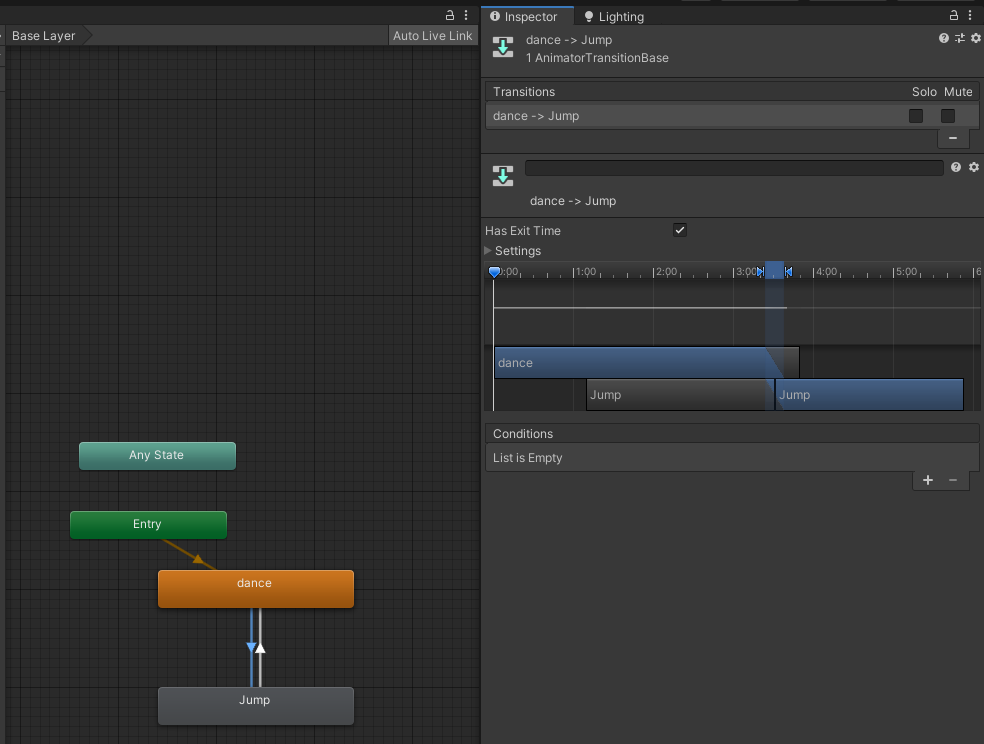 Base Layer
Auto Live Link
Any State
Entry
dance
Jump
Inspector
Lighting
dance -> Jump
1 AnimatorTransitionBase
Transitions Solo Mute
dance -> Jump
dance -> Jump
Has Exit Time
Settings
:00 1:00 2:00 3:00 4:00 5:00 6
dance
Jump Jump
Conditions
List is Empty